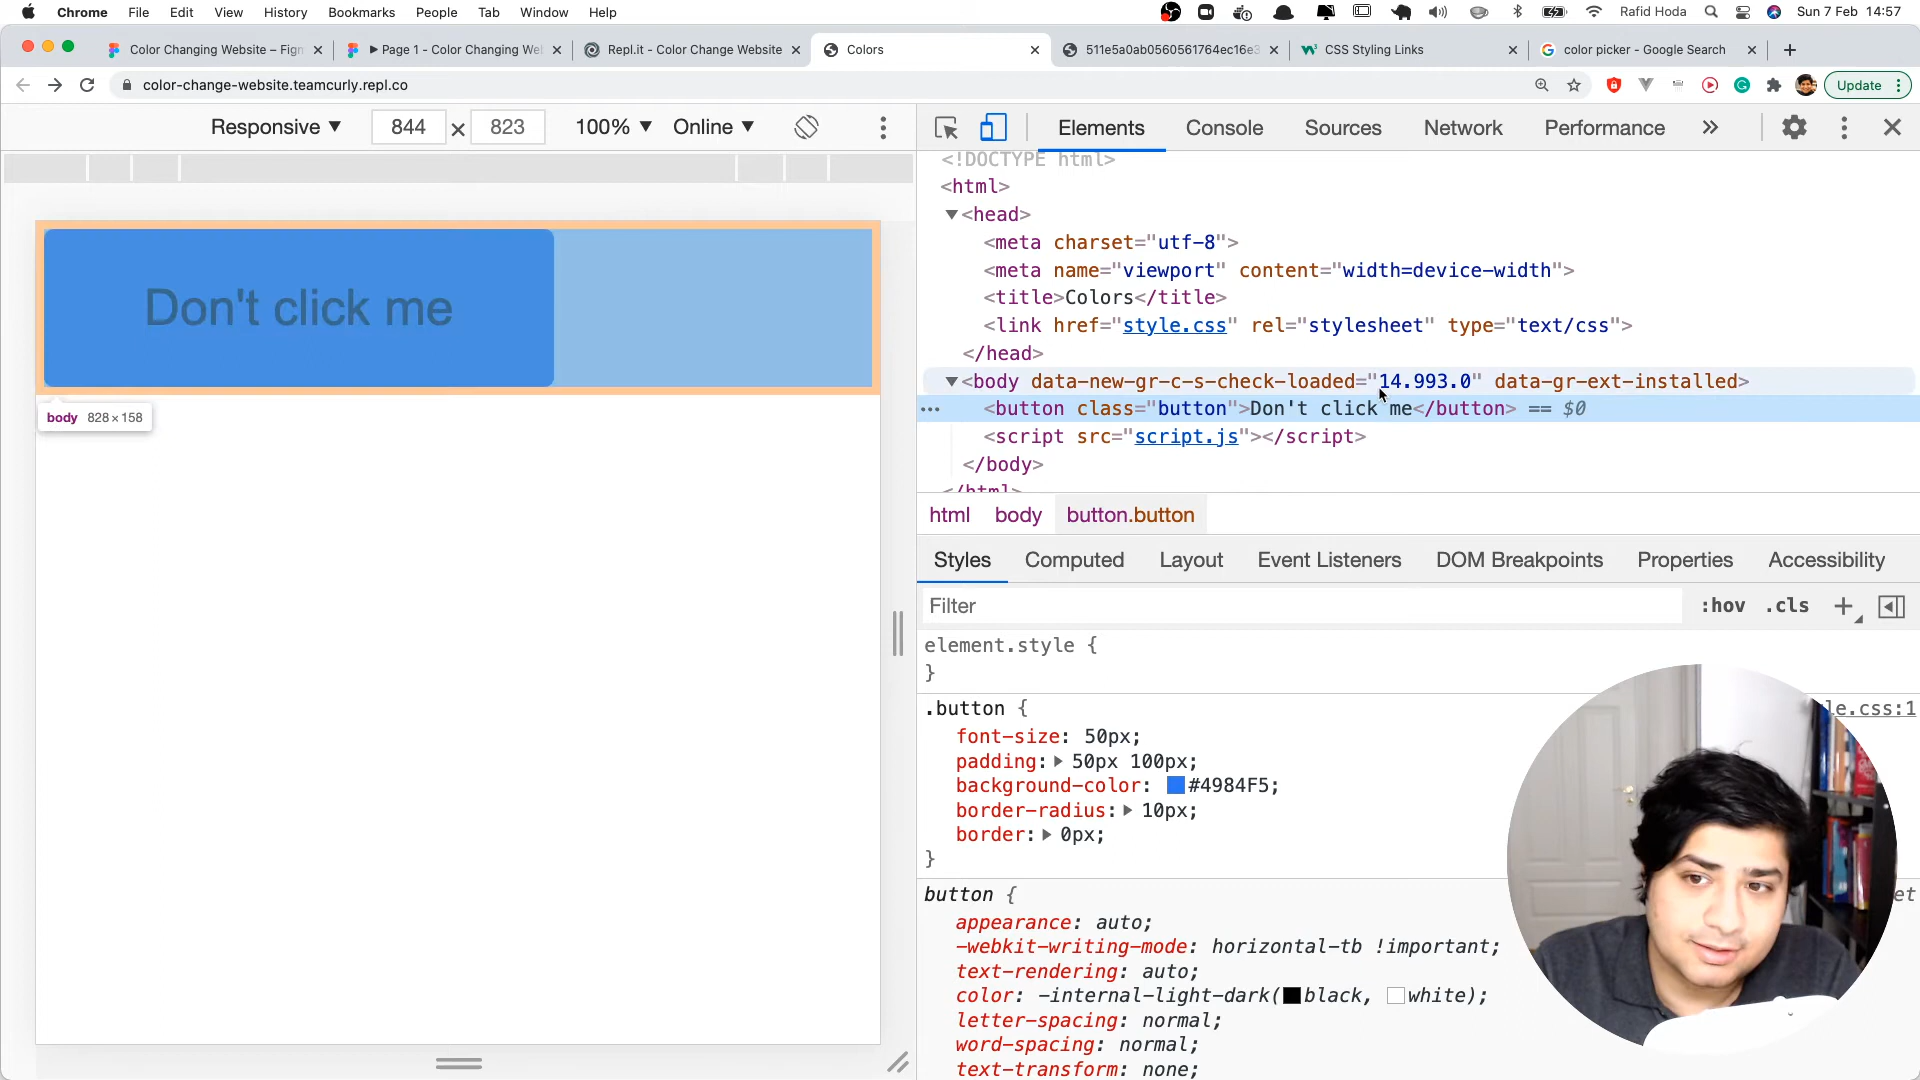 Chrome File Edit View History Bookmarks People Tab Window Help Rafid Hoda Sun 7 Feb 14:57
Color Changing Website – Figm Page 1 - Color Changing Web Repl.it - Color Change Website Colors 511e5a0ab0560561764ec16e3 CSS Styling Links color picker - Google Search
color-change-website.teamcurly.repl.co Update
Responsive 844 × 823 100% Online Elements Console Sources Network Performance
<!DOCTYPE html>
<html>
<head>
<meta charset="utf-8">
<meta name="viewport" content="width=device-width">
<title>Colors</title>
<link href="style.css" rel="stylesheet" type="text/css">
</head>
<body data-new-gr-c-s-check-loaded="14.993.0" data-gr-ext-installed>
<button class="button">Don't click me</button> == $0
<script src="script.js"></script>
</body>
</html>
Don't click me
body 828 × 158
html body button.button
Styles Computed Layout Event Listeners DOM Breakpoints Properties Accessibility
Filter :hov .cls
element.style {
}
.button { le.css:1
font-size: 50px;
padding: 50px 100px;
background-color: #4984F5;
border-radius: 10px;
border: 0px;
}
button { et
appearance: auto;
-webkit-writing-mode: horizontal-tb !important;
text-rendering: auto;
color: -internal-light-dark( black, white);
letter-spacing: normal;
word-spacing: normal;
text-transform: none;